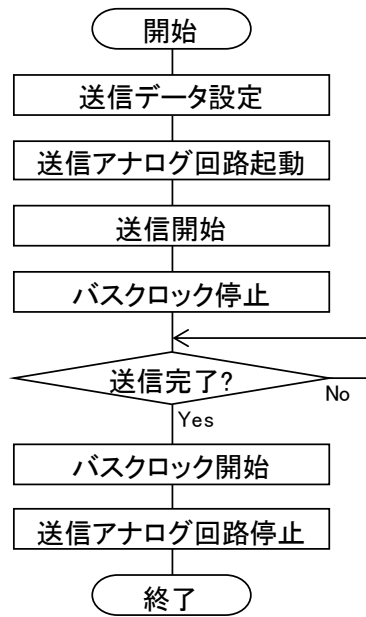 開始
送信データ設定
送信アナログ回路起動
送信開始
バスクロック停止
送信完了?
No
Yes
バスクロック開始
送信アナログ回路停止
終了